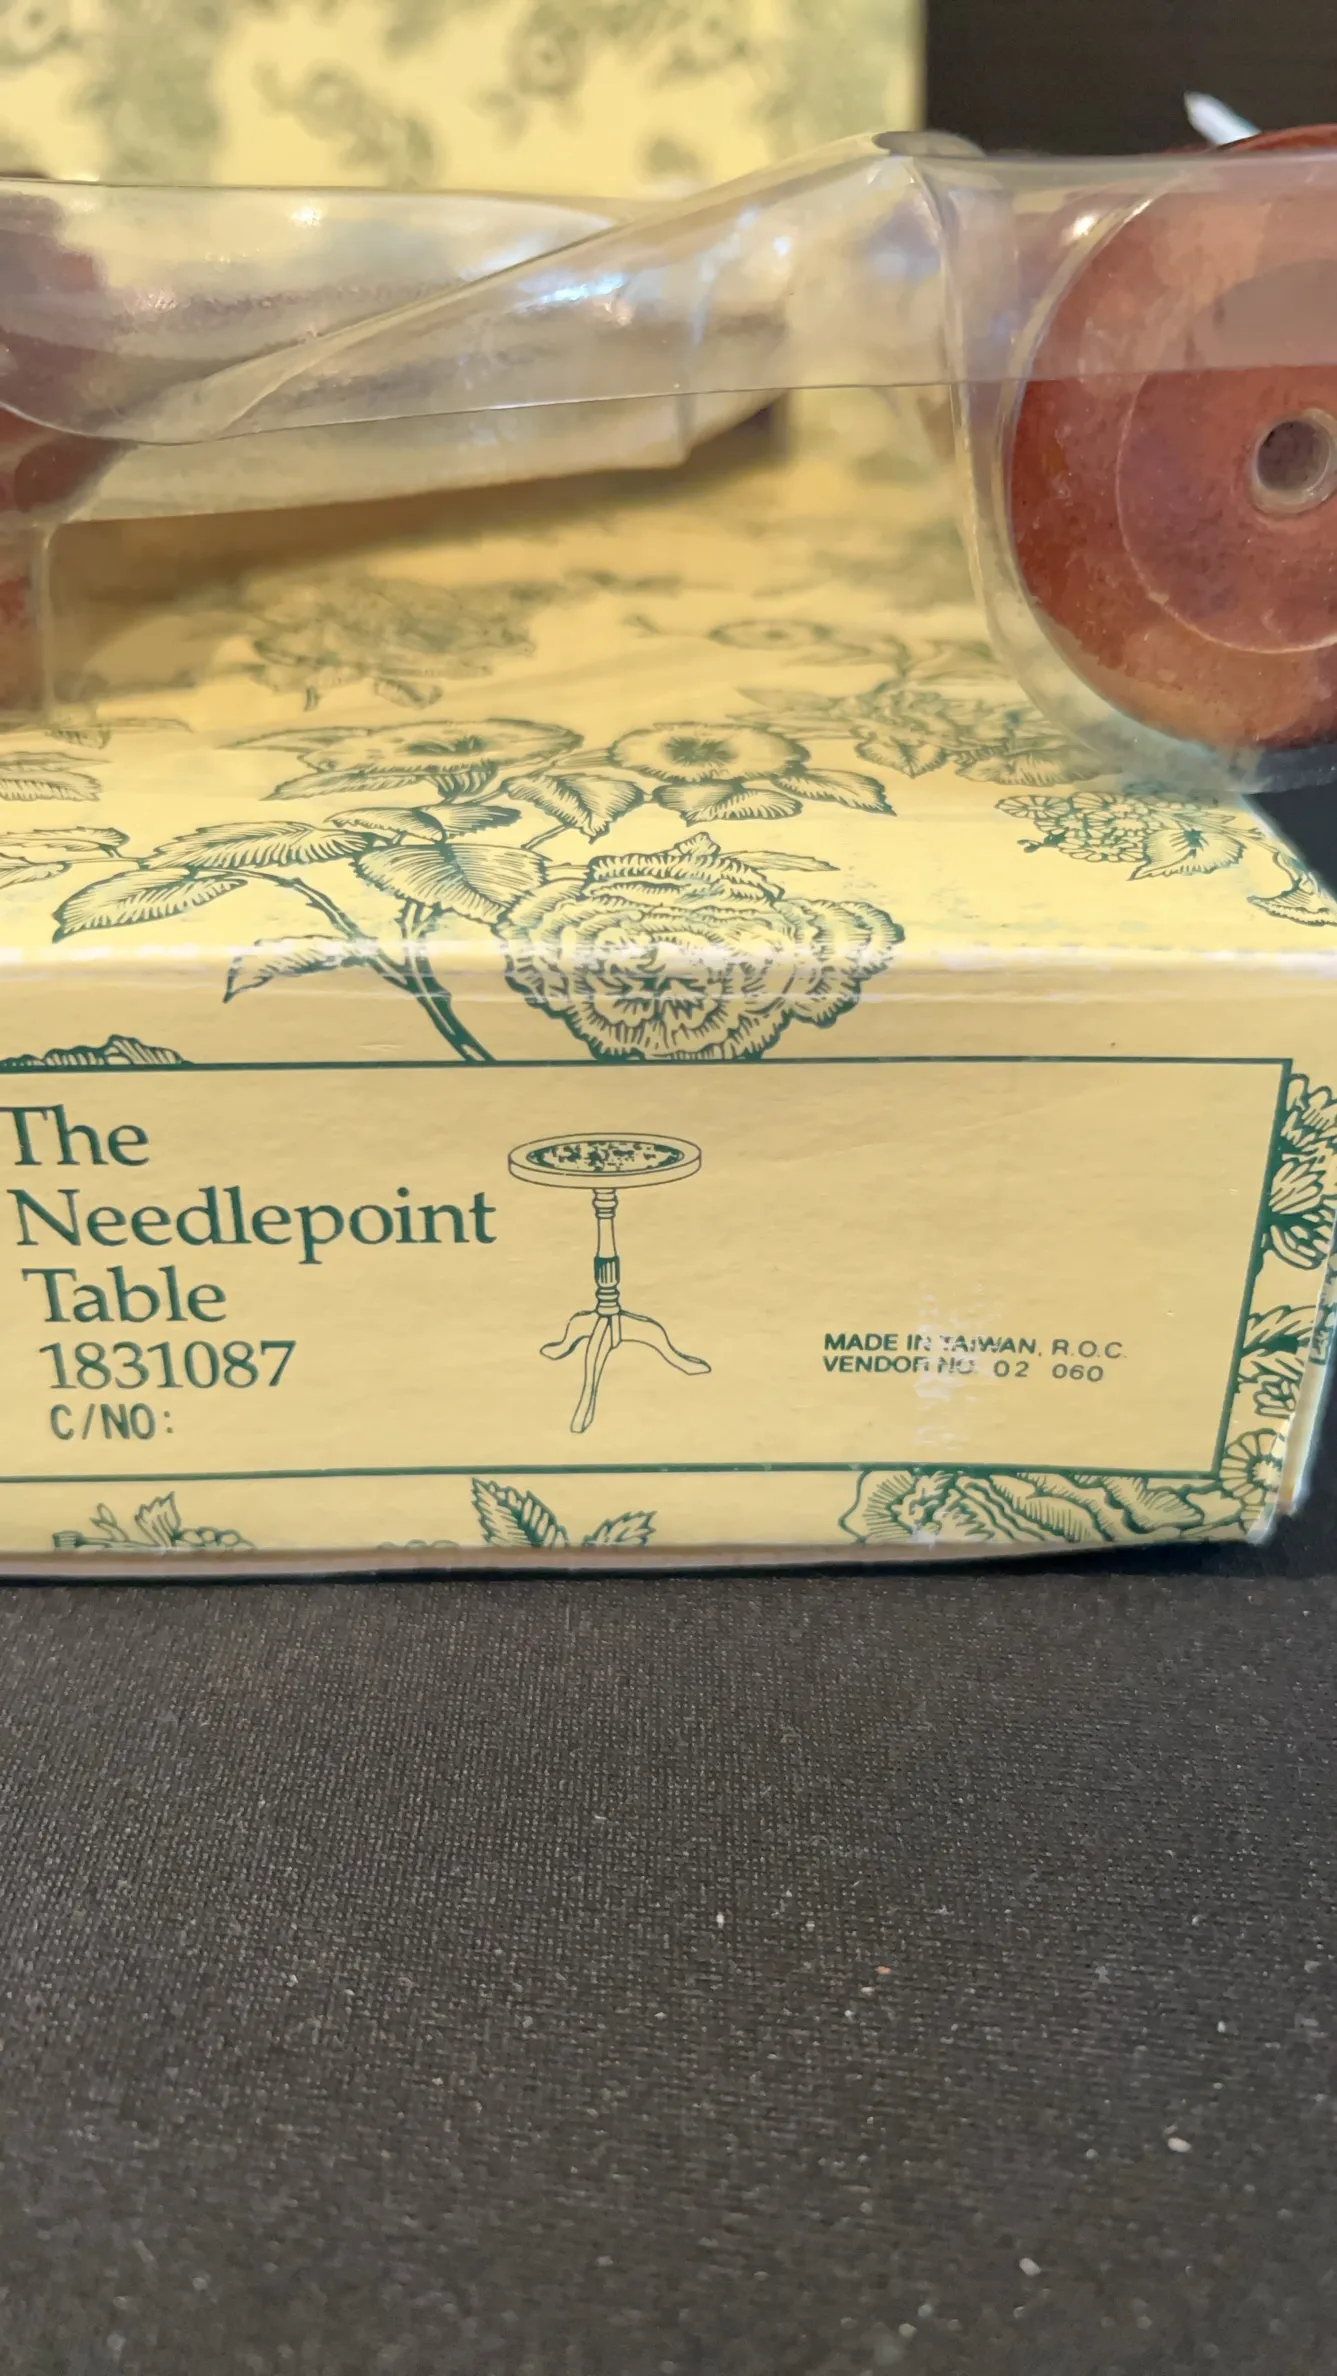 The
Needlepoint
Table
1831087
C/NO:
MADE IN TAIWAN, R.O.C.
VENDOR NO. 02 060